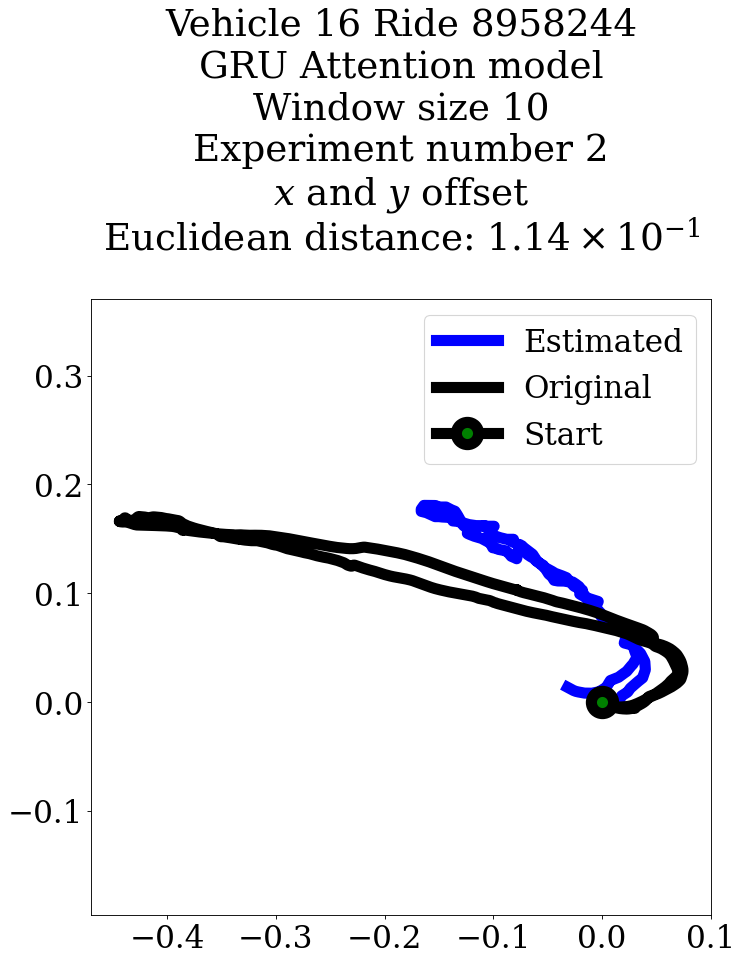 Vehicle 16 Ride 8958244
GRU Attention model
Window size 10
Experiment number 2
x and y offset
Euclidean distance: 1.14 × 10⁻¹
Estimated
Original
Start
0.3
0.2
0.1
0.0
−0.1
−0.4 −0.3 −0.2 −0.1 0.0 0.1